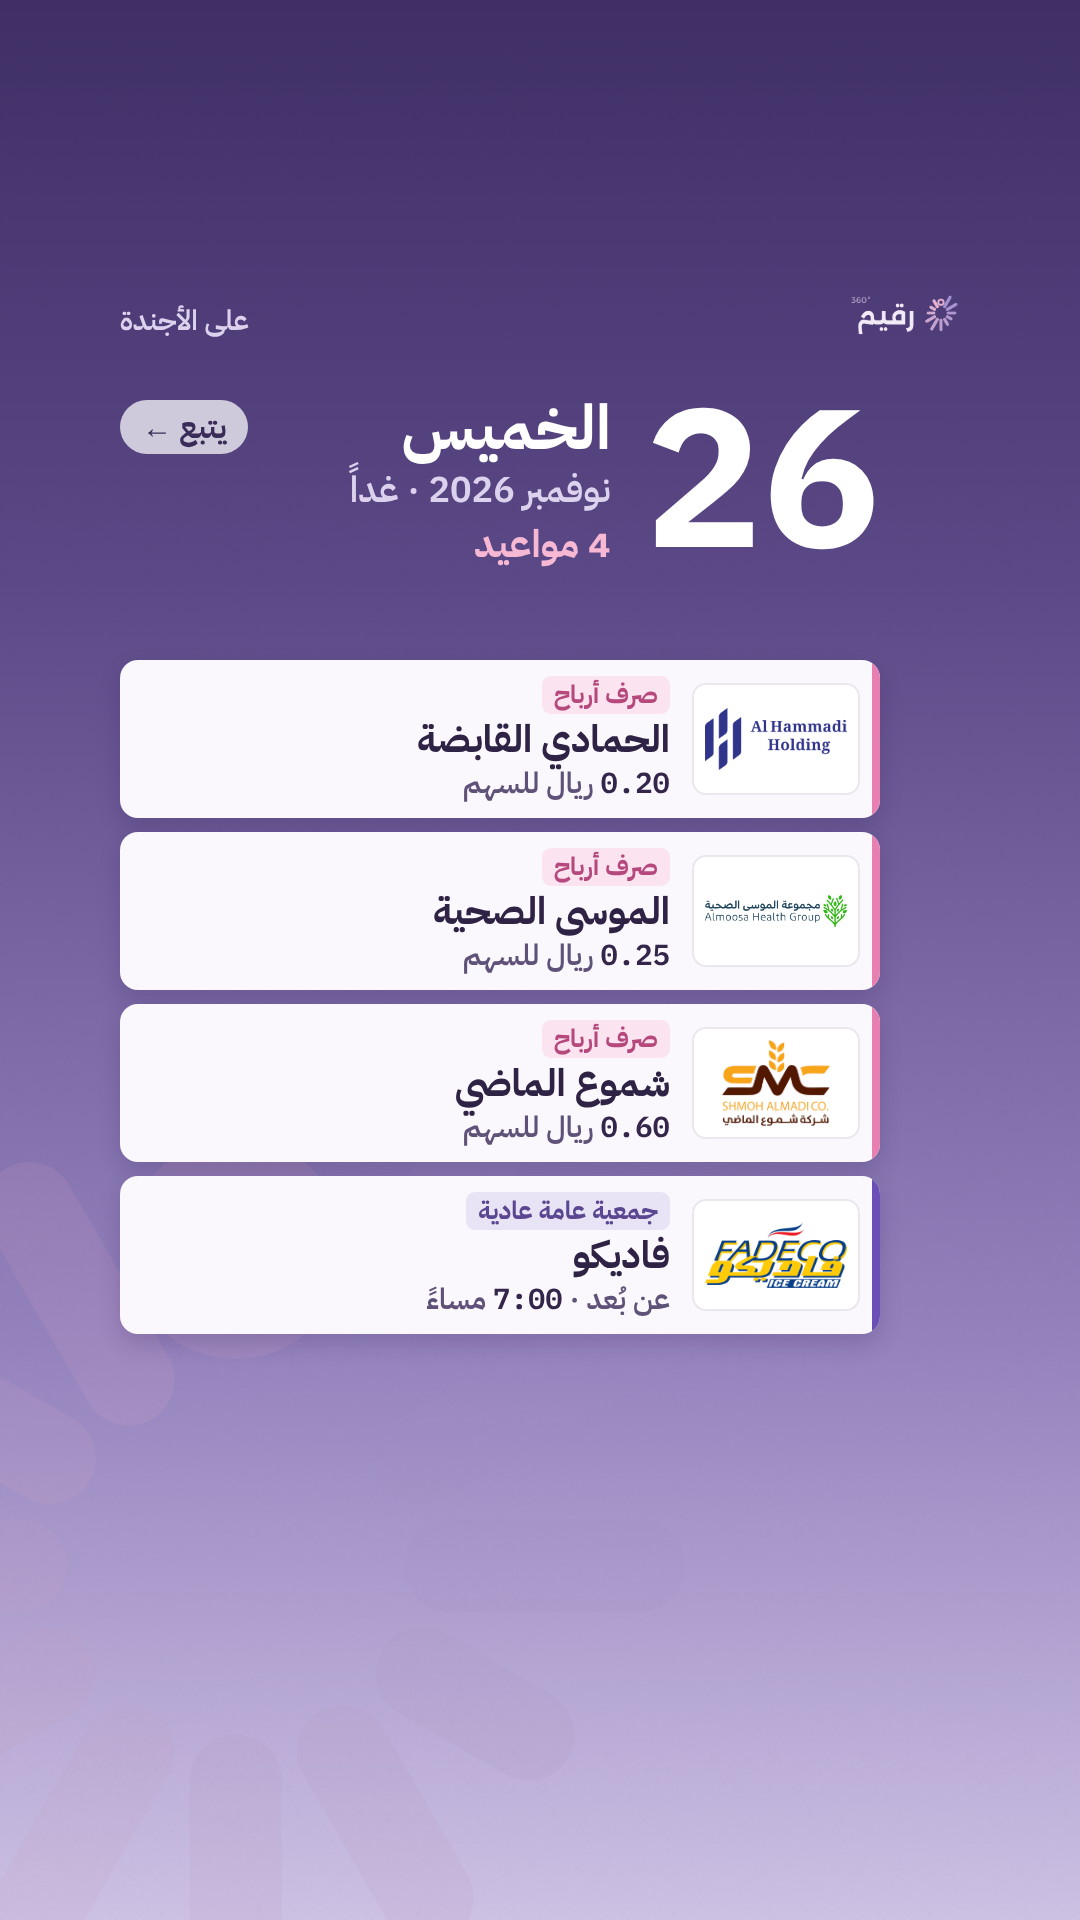 رقيم 360°
على الأجندة
26
الخميس
نوفمبر 2026 · غداً
4 مواعيد
يتبع ←
Al Hammadi
Holding
صرف أرباح
الحمادي القابضة
0.20 ريال للسهم
مجموعة الموسى الصحية
Almoosa Health Group
صرف أرباح
الموسى الصحية
0.25 ريال للسهم
SMC
SHMOH ALMADI CO.
شركة شموع الماضي
صرف أرباح
شموع الماضي
0.60 ريال للسهم
FADECO
فاديكو
ICE CREAM
جمعية عامة عادية
فاديكو
عن بُعد · 7:00 مساءً